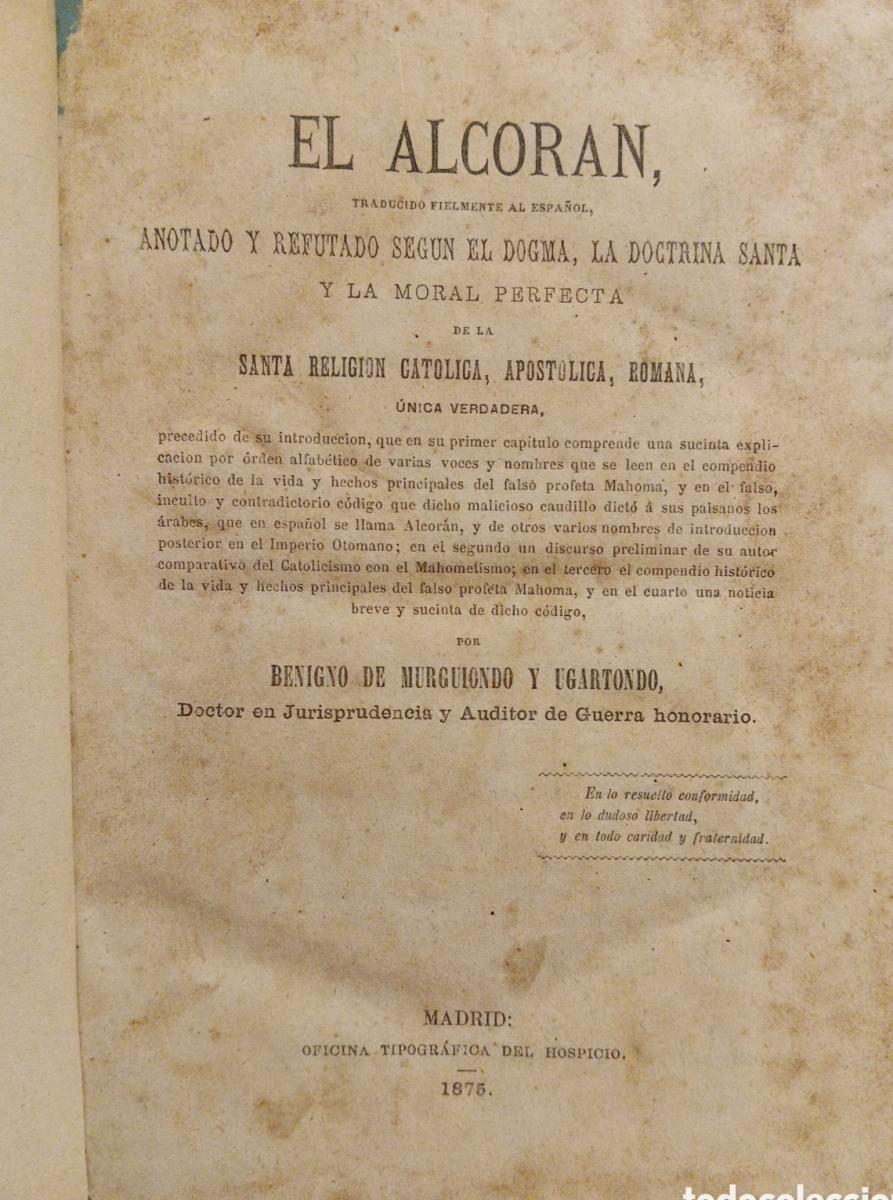 EL ALCORAN,
TRADUCIDO FIELMENTE AL ESPAÑOL,
ANOTADO Y REFUTADO SEGUN EL DOGMA, LA DOCTRINA SANTA
Y LA MORAL PERFECTA
DE LA
SANTA RELIGION CATOLICA, APOSTOLICA, ROMANA,
ÚNICA VERDADERA,
precedido de su introduccion, que en su primer capitulo comprende una sucinta expli-
cacion por órden alfabético de varias voces y nombres que se leen en el compendio
histórico de la vida y hechos principales del falso profeta Mahoma, y en el falso,
inculto y contradictorio código que dicho malicioso caudillo dictó á sus paisanos los
árabes, que en español se llama Alcorán, y de otros varios nombres de introduccion
posterior en el Imperio Otomano; en el segundo un discurso preliminar de su autor
comparativo del Catolicismo con el Mahometismo; en el tercero el compendio histórico
de la vida y hechos principales del falso profeta Mahoma, y en el cuarto una noticia
breve y sucinta de dicho código,
POR
BENIGNO DE MURGUIONDO Y UGARTONDO,
Doctor en Jurisprudencia y Auditor de Guerra honorario.
En lo resuelto conformidad,
en lo dudoso libertad,
y en todo caridad y fraternidad.
MADRID:
OFICINA TIPOGRÁFICA DEL HOSPICIO.
1875.